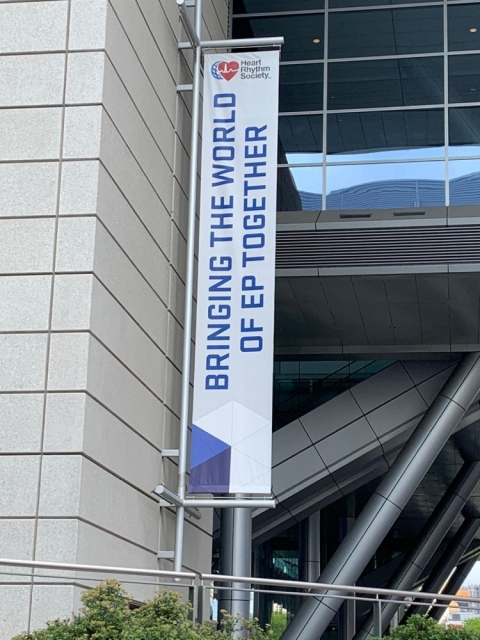 Heart
Rhythm
Society
BRINGING THE WORLD
OF EP TOGETHER